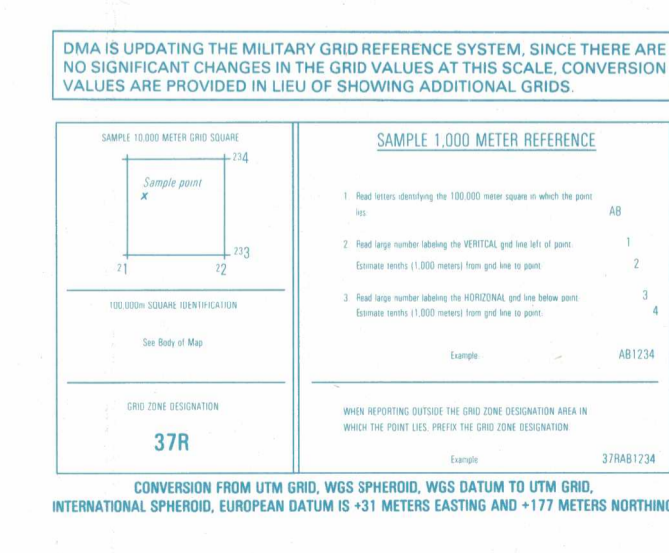 DMA IS UPDATING THE MILITARY GRID REFERENCE SYSTEM, SINCE THERE ARE
NO SIGNIFICANT CHANGES IN THE GRID VALUES AT THIS SCALE, CONVERSION
VALUES ARE PROVIDED IN LIEU OF SHOWING ADDITIONAL GRIDS.
SAMPLE 10,000 METER GRID SQUARE
234
Sample point
x
233
21 22
100,000m SQUARE IDENTIFICATION
See Body of Map
GRID ZONE DESIGNATION
37R
SAMPLE 1,000 METER REFERENCE
1 Read letters identifying the 100,000 meter square in which the point
lies. AB
2 Read large number labeling the VERITCAL grid line left of point. 1
Estimate tenths (1,000 meters) from grid line to point 2
3 Read large number labeling the HORIZONAL grid line below point 3
Estimate tenths (1,000 meters) from grid line to point. 4
Example AB1234
WHEN REPORTING OUTSIDE THE GRID ZONE DESIGNATION AREA IN
WHICH THE POINT LIES, PREFIX THE GRID ZONE DESIGNATION
Example 37RAB1234
CONVERSION FROM UTM GRID, WGS SPHEROID, WGS DATUM TO UTM GRID,
INTERNATIONAL SPHEROID, EUROPEAN DATUM IS +31 METERS EASTING AND +177 METERS NORTHING